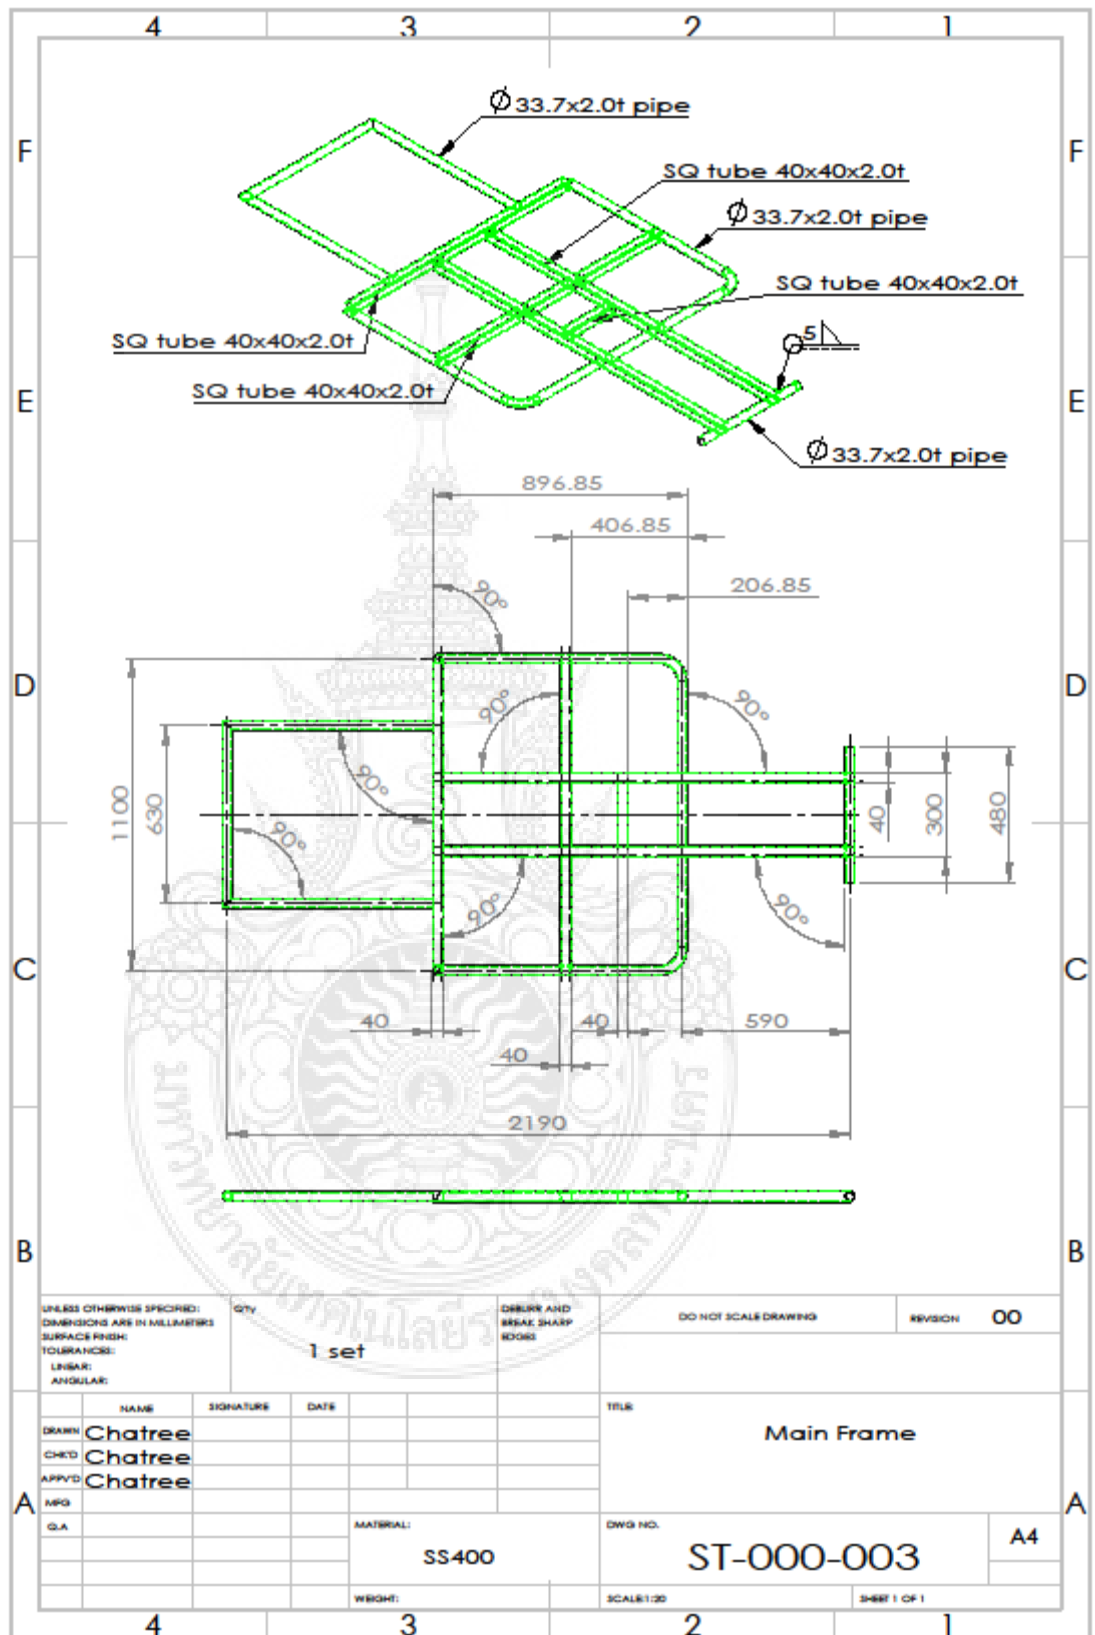 4 3 2 1
F F
E E
D D
C C
B B
A A
Ø 33.7x2.0t pipe
SQ tube 40x40x2.0t
Ø 33.7x2.0t pipe
SQ tube 40x40x2.0t
SQ tube 40x40x2.0t
5
SQ tube 40x40x2.0t
Ø 33.7x2.0t pipe
896.85
406.85
206.85
90°
90°
90°
90°
90°
90°
90°
1100
630
40
300
480
40
40
40
590
2190
UNLESS OTHERWISE SPECIFIED:
DIMENSIONS ARE IN MILLIMETERS
SURFACE FINISH:
TOLERANCES:
LINEAR:
ANGULAR:
QTY
1 set
DEBURR AND
BREAK SHARP
EDGES
DO NOT SCALE DRAWING
REVISION 00
NAME SIGNATURE DATE
DRAWN Chatree
CHK'D Chatree
APPV'D Chatree
MFG
Q.A
TITLE:
Main Frame
MATERIAL:
SS400
DWG NO.
ST-000-003
A4
WEIGHT:
SCALE:1:20
SHEET 1 OF 1
4 3 2 1